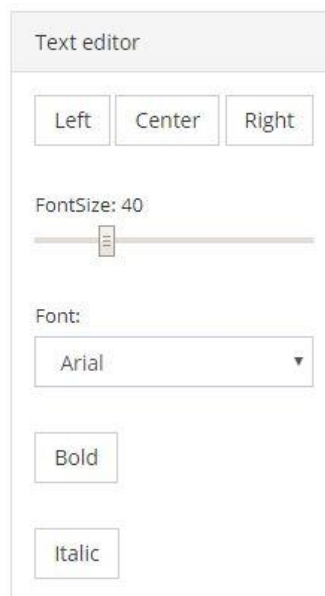 Text editor
Left Center Right
FontSize: 40
Font:
Arial
Bold
Italic